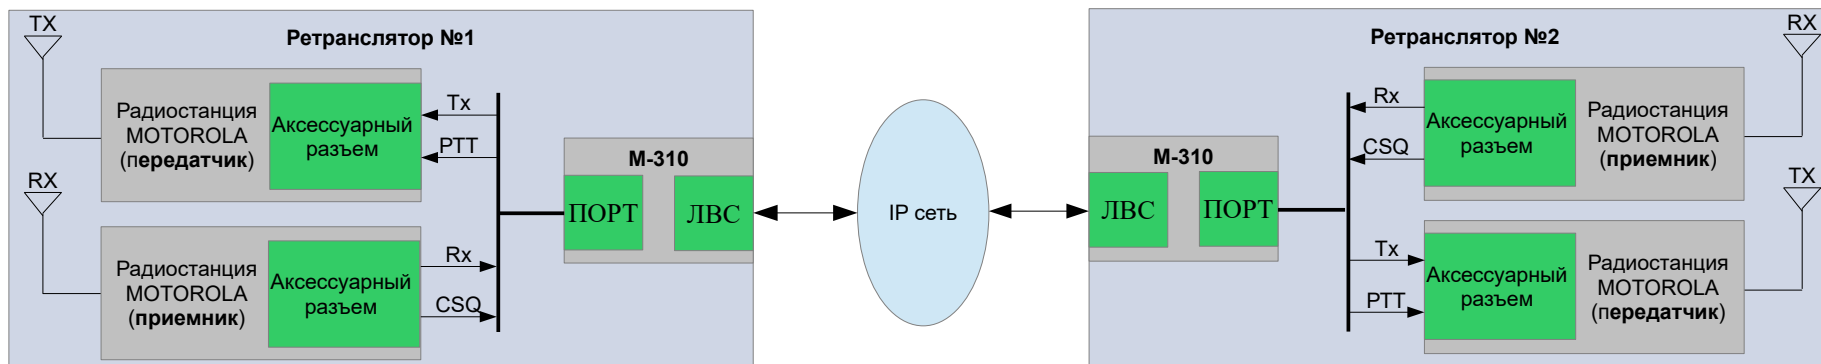 TX
Ретранслятор №1
Радиостанция
MOTOROLA
(передатчик)
Аксессуарный
разъем
Tx
PTT
RX
Радиостанция
MOTOROLA
(приемник)
Аксессуарный
разъем
Rx
CSQ
М-310
ПОРТ
ЛВС
IP сеть
Ретранслятор №2
RX
М-310
ЛВС
ПОРТ
Rx
CSQ
Аксессуарный
разъем
Радиостанция
MOTOROLA
(приемник)
TX
Tx
PTT
Аксессуарный
разъем
Радиостанция
MOTOROLA
(передатчик)